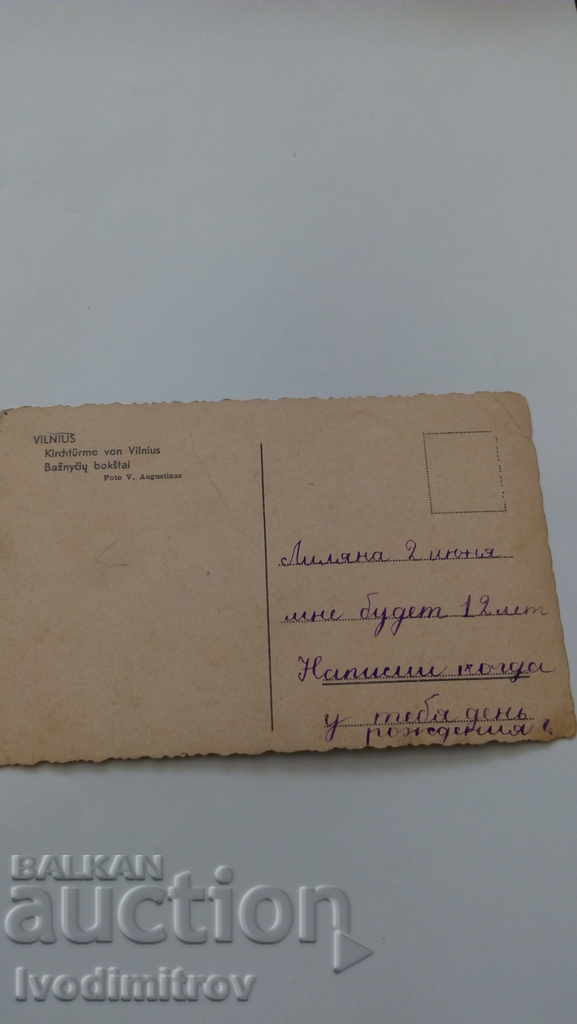 VILNIUS
Kirchtürme von Vilnius
Bažnyčių bokštai
Foto V. Augustinas
Лиляна 2 июня
мне будет 12 лет
Напиши когда
у тебя день
рождения
BALKAN
auction
Ivodimitrov